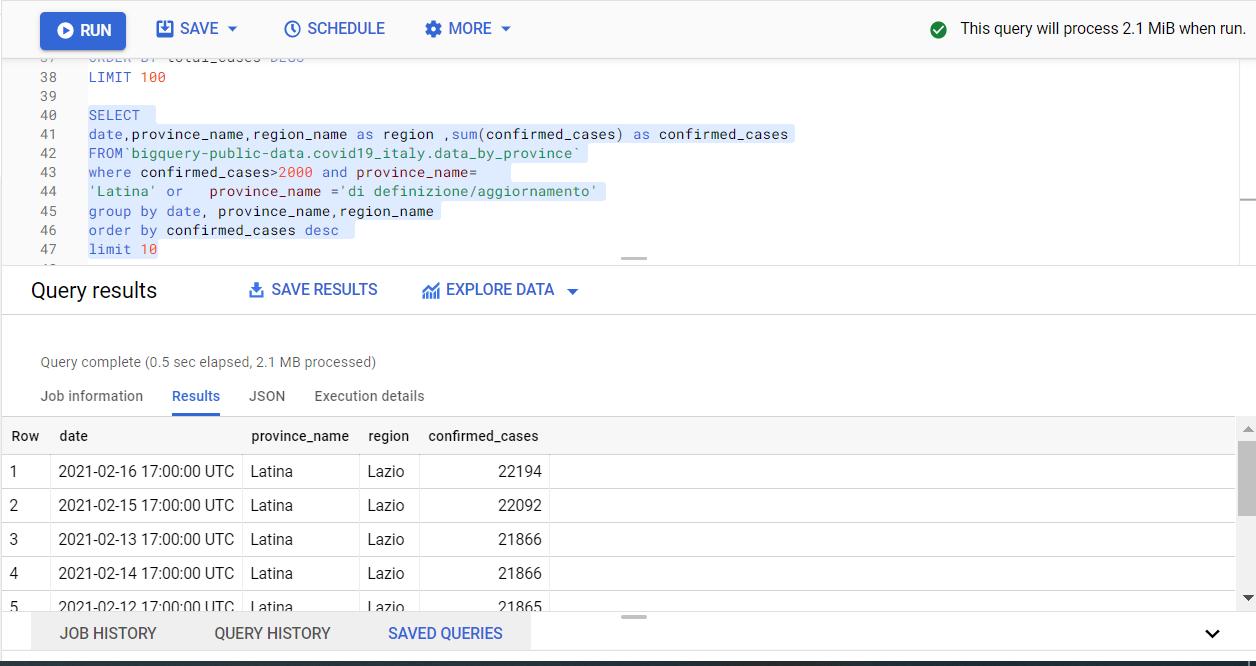 RUN SAVE SCHEDULE MORE This query will process 2.1 MiB when run.
37 ORDER BY total_cases DESC
38 LIMIT 100
39
40 SELECT
41 date,province_name,region_name as region ,sum(confirmed_cases) as confirmed_cases
42 FROM`bigquery-public-data.covid19_italy.data_by_province`
43 where confirmed_cases>2000 and province_name=
44 'Latina' or province_name ='di definizione/aggiornamento'
45 group by date, province_name,region_name
46 order by confirmed_cases desc
47 limit 10
Query results SAVE RESULTS EXPLORE DATA
Query complete (0.5 sec elapsed, 2.1 MB processed)
Job information Results JSON Execution details
Row date province_name region confirmed_cases
1 2021-02-16 17:00:00 UTC Latina Lazio 22194
2 2021-02-15 17:00:00 UTC Latina Lazio 22092
3 2021-02-13 17:00:00 UTC Latina Lazio 21866
4 2021-02-14 17:00:00 UTC Latina Lazio 21866
5 2021-02-12 17:00:00 UTC Latina Lazio 21865
JOB HISTORY QUERY HISTORY SAVED QUERIES